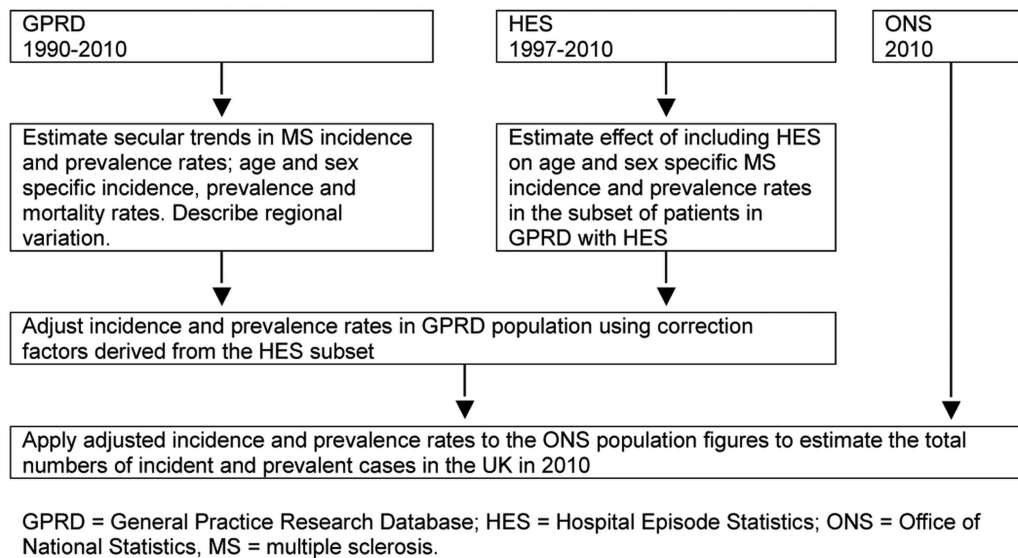 GPRD
1990-2010
HES
1997-2010
ONS
2010
Estimate secular trends in MS incidence
and prevalence rates; age and sex
specific incidence, prevalence and
mortality rates. Describe regional
variation.
Estimate effect of including HES
on age and sex specific MS
incidence and prevalence rates
in the subset of patients in
GPRD with HES
Adjust incidence and prevalence rates in GPRD population using correction
factors derived from the HES subset
Apply adjusted incidence and prevalence rates to the ONS population figures to estimate the total
numbers of incident and prevalent cases in the UK in 2010
GPRD = General Practice Research Database; HES = Hospital Episode Statistics; ONS = Office of
National Statistics, MS = multiple sclerosis.